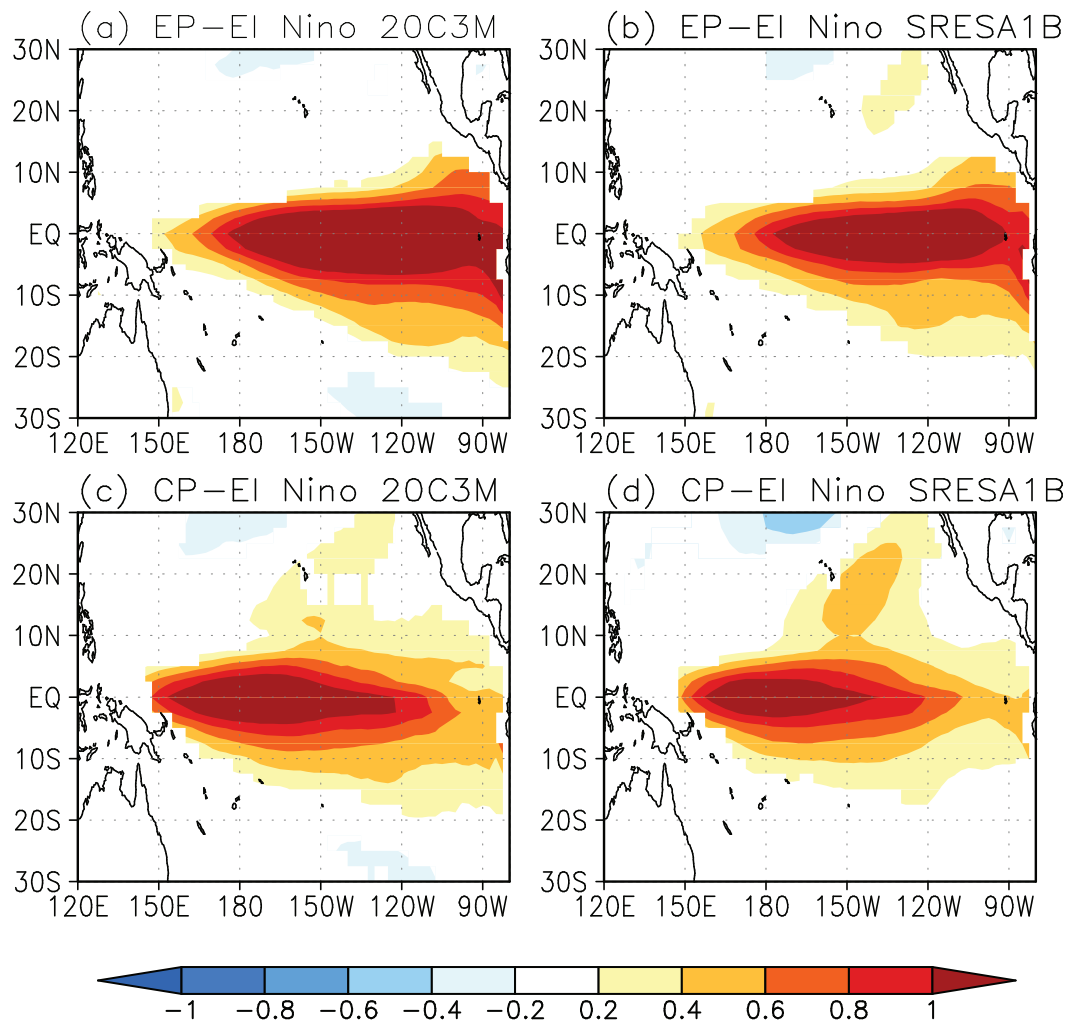 (a) EP-El Nino 20C3M
(b) EP-El Nino SRESA1B
30N
20N
10N
EQ
10S
20S
30S
120E 150E 180 150W 120W 90W
30N
20N
10N
EQ
10S
20S
30S
120E 150E 180 150W 120W 90W
(c) CP-El Nino 20C3M
(d) CP-El Nino SRESA1B
30N
20N
10N
EQ
10S
20S
30S
120E 150E 180 150W 120W 90W
30N
20N
10N
EQ
10S
20S
30S
120E 150E 180 150W 120W 90W
-1 -0.8 -0.6 -0.4 -0.2 0.2 0.4 0.6 0.8 1